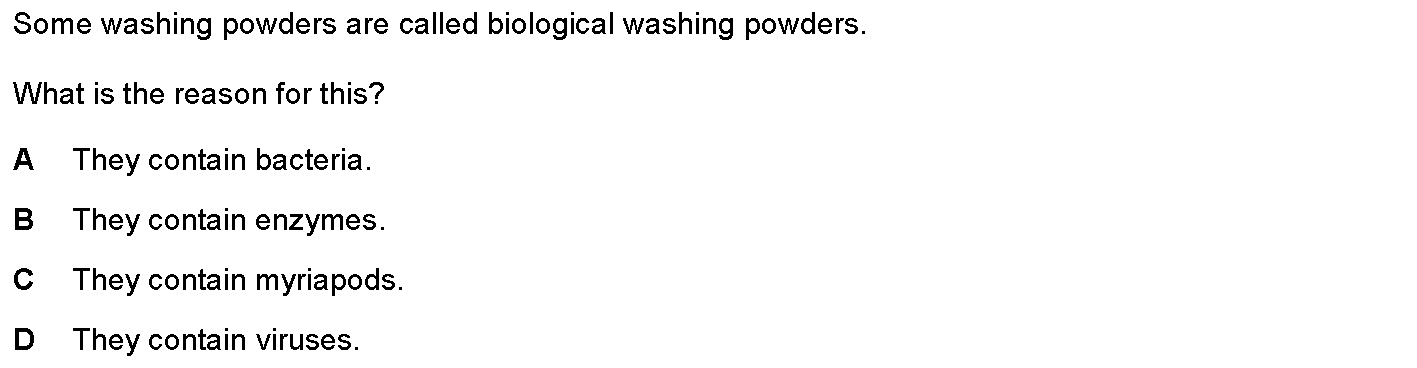 Some washing powders are called biological washing powders.
What is the reason for this?
A They contain bacteria.
B They contain enzymes.
C They contain myriapods.
D They contain viruses.